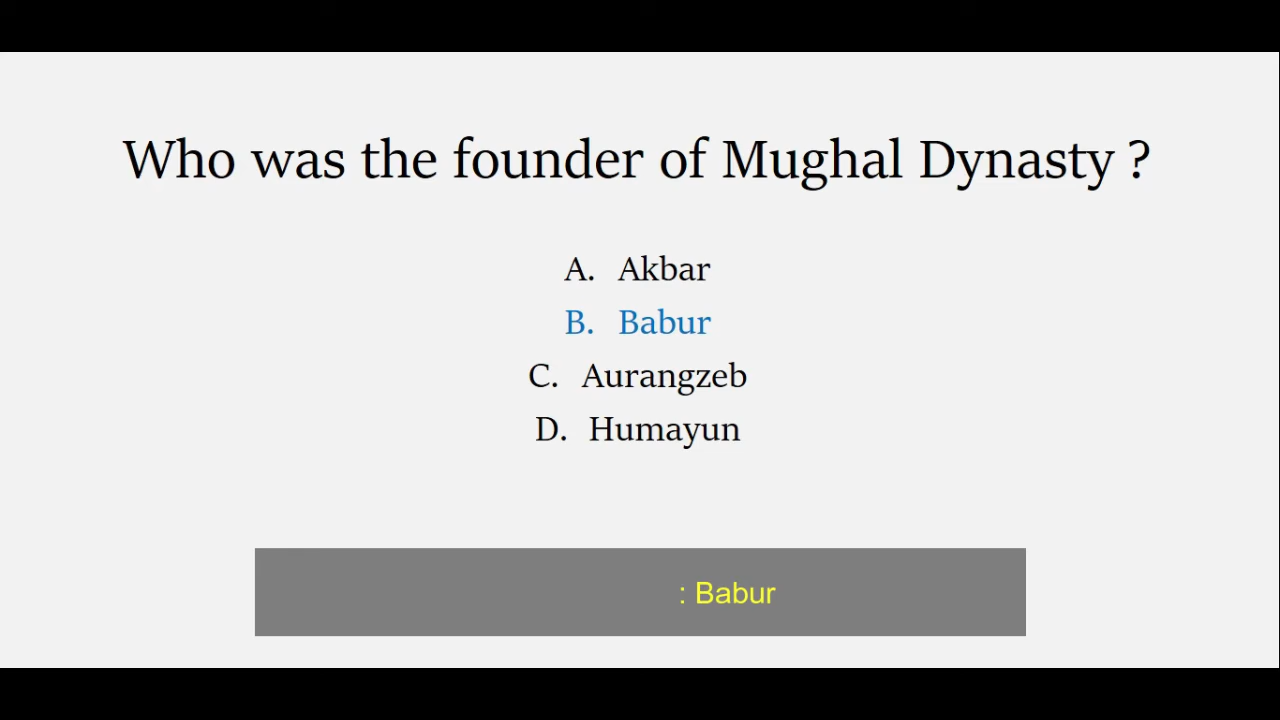 Who was the founder of Mughal Dynasty ?
A. Akbar
B. Babur
C. Aurangzeb
D. Humayun
: Babur